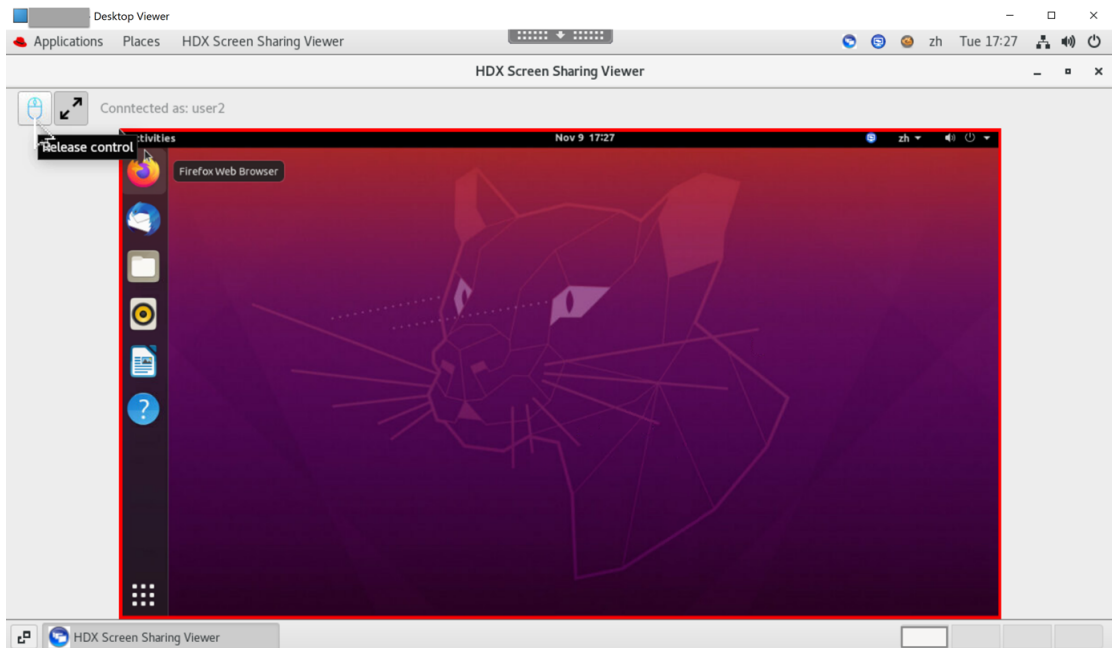 Desktop Viewer
Applications Places HDX Screen Sharing Viewer zh Tue 17:27
HDX Screen Sharing Viewer
Conntected as: user2
Release control
ctivities Nov 9 17:27 zh
Firefox Web Browser
?
HDX Screen Sharing Viewer